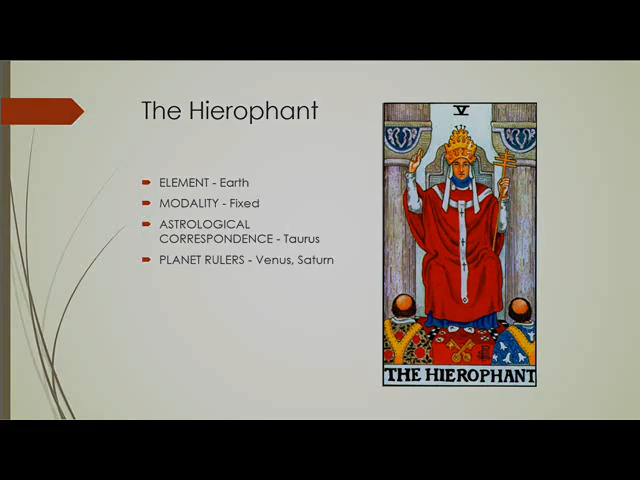 The Hierophant
ELEMENT - Earth
MODALITY - Fixed
ASTROLOGICAL
CORRESPONDENCE - Taurus
PLANET RULERS - Venus, Saturn
V
THE HIEROPHANT